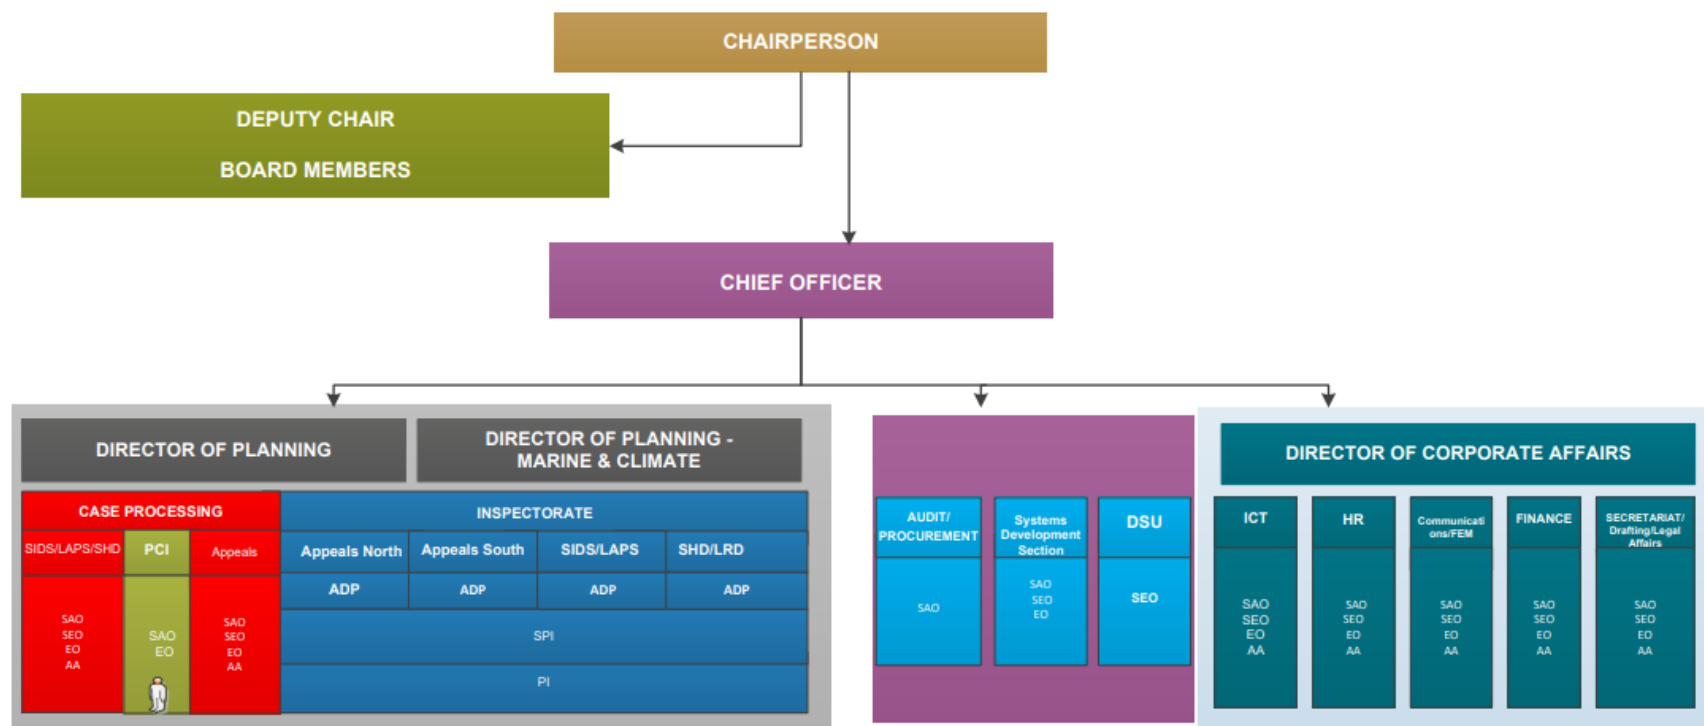 CHAIRPERSON
DEPUTY CHAIR
BOARD MEMBERS
CHIEF OFFICER
DIRECTOR OF PLANNING
DIRECTOR OF PLANNING -
MARINE & CLIMATE
CASE PROCESSING
SIDS/LAPS/SHD
PCI
Appeals
SAO
SEO
EO
AA
SAO
EO
SAO
SEO
EO
AA
INSPECTORATE
Appeals North
Appeals South
SIDS/LAPS
SHD/LRD
ADP
ADP
ADP
ADP
SPI
PI
AUDIT/
PROCUREMENT
SAO
Systems
Development
Section
SAO
SEO
EO
DSU
SEO
DIRECTOR OF CORPORATE AFFAIRS
ICT
SAO
SEO
EO
AA
HR
SAO
SEO
EO
AA
Communicati
ons/FEM
SAO
SEO
EO
AA
FINANCE
SAO
SEO
EO
AA
SECRETARIAT/
Drafting/Legal
Affairs
SAO
SEO
EO
AA